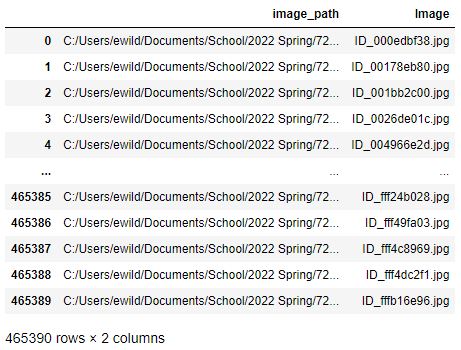 image_path Image
0 C:/Users/ewild/Documents/School/2022 Spring/72... ID_000edbf38.jpg
1 C:/Users/ewild/Documents/School/2022 Spring/72... ID_00178eb80.jpg
2 C:/Users/ewild/Documents/School/2022 Spring/72... ID_001bb2c00.jpg
3 C:/Users/ewild/Documents/School/2022 Spring/72... ID_0026de01c.jpg
4 C:/Users/ewild/Documents/School/2022 Spring/72... ID_004966e2d.jpg
... ... ...
465385 C:/Users/ewild/Documents/School/2022 Spring/72... ID_fff24b028.jpg
465386 C:/Users/ewild/Documents/School/2022 Spring/72... ID_fff49fa03.jpg
465387 C:/Users/ewild/Documents/School/2022 Spring/72... ID_fff4c8969.jpg
465388 C:/Users/ewild/Documents/School/2022 Spring/72... ID_fff4dc2f1.jpg
465389 C:/Users/ewild/Documents/School/2022 Spring/72... ID_fffb16e96.jpg
465390 rows × 2 columns